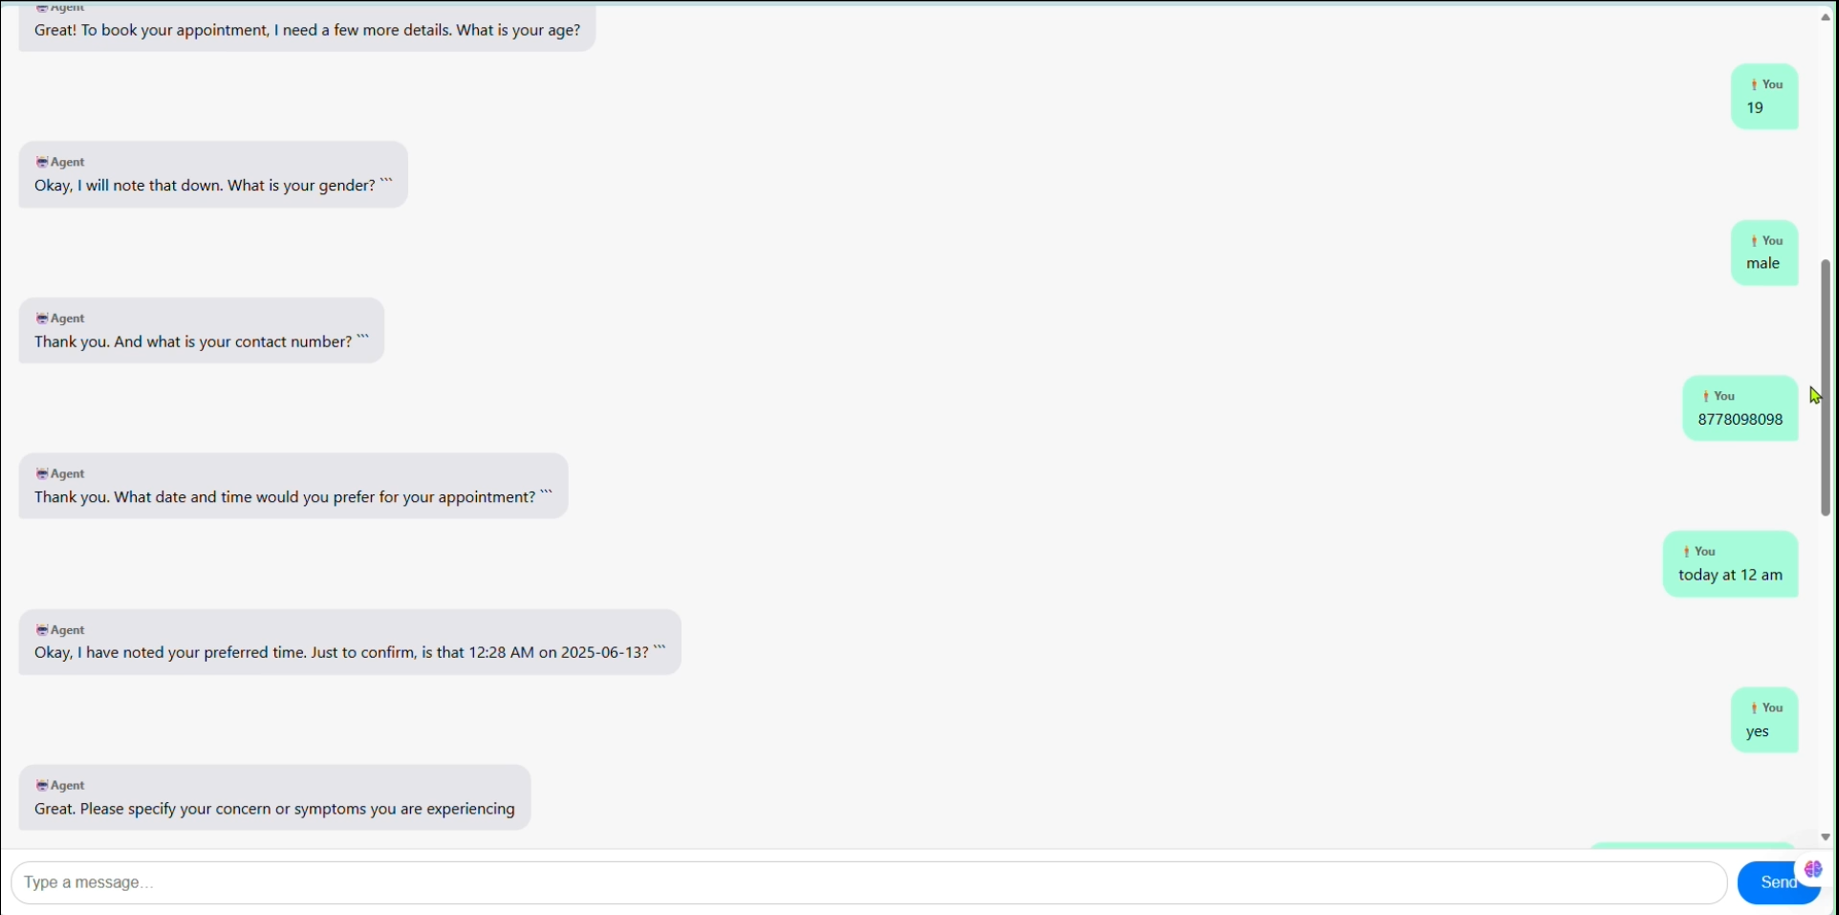 Agent
Great! To book your appointment, I need a few more details. What is your age?
You
19
Agent
Okay, I will note that down. What is your gender? ```
You
male
Agent
Thank you. And what is your contact number? ```
You
8778098098
Agent
Thank you. What date and time would you prefer for your appointment? ```
You
today at 12 am
Agent
Okay, I have noted your preferred time. Just to confirm, is that 12:28 AM on 2025-06-13? ```
You
yes
Agent
Great. Please specify your concern or symptoms you are experiencing
Type a message...
Send